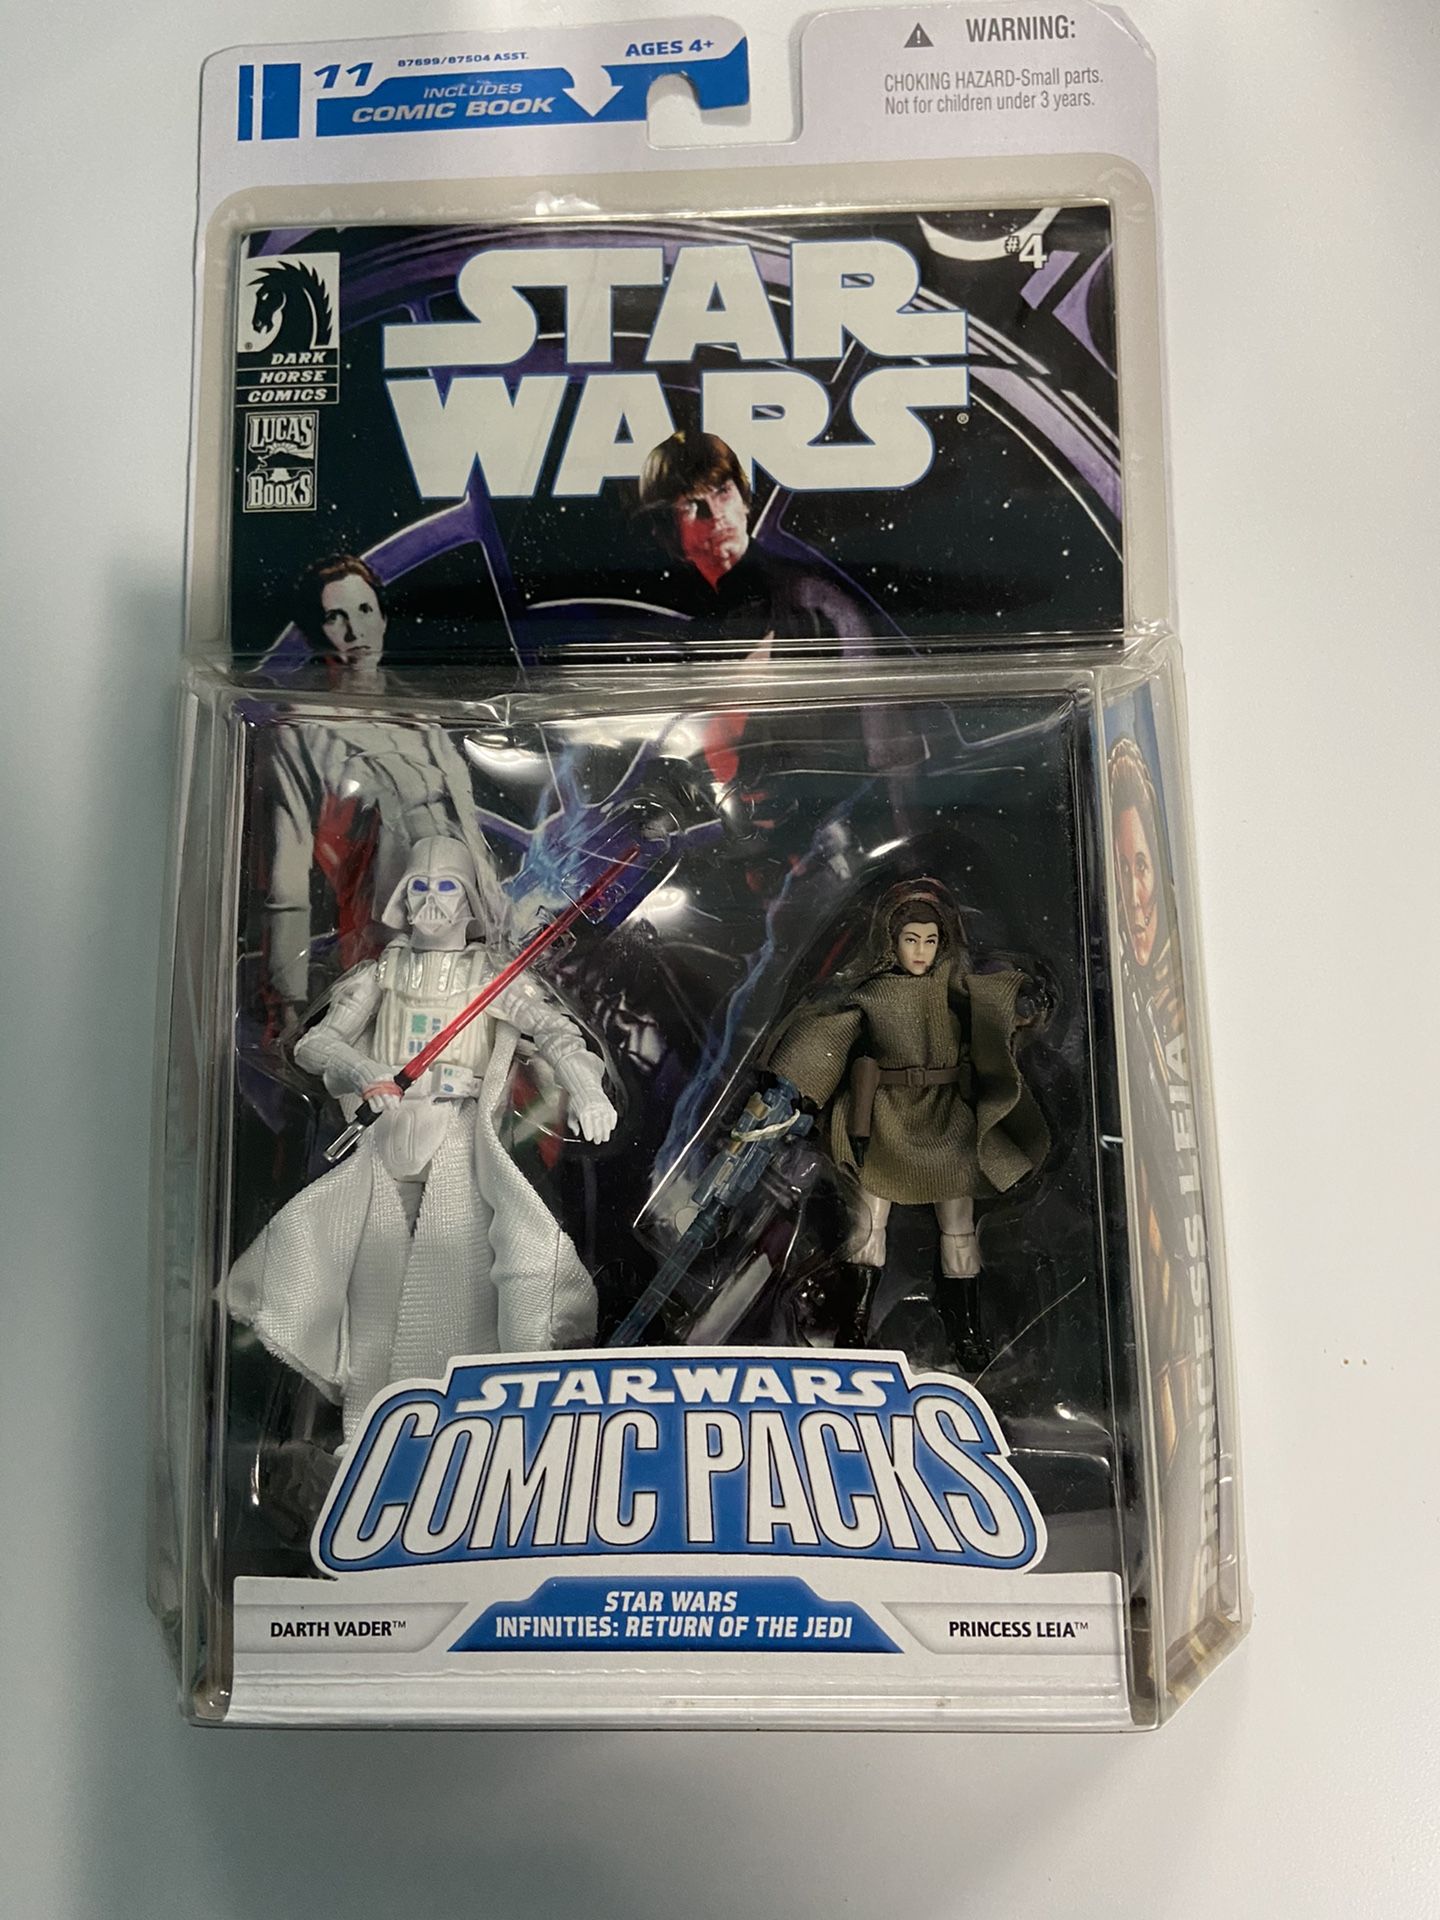 11
87699/87504 ASST.
AGES 4+
INCLUDES
COMIC BOOK
WARNING:
CHOKING HAZARD-Small parts.
Not for children under 3 years.
#4
STAR
WARS®
DARK
HORSE
COMICS
LUCAS
BOOKS
PRINCESS LEIA
STAR WARS
COMIC PACKS
DARTH VADER™
STAR WARS
INFINITIES: RETURN OF THE JEDI
PRINCESS LEIA™